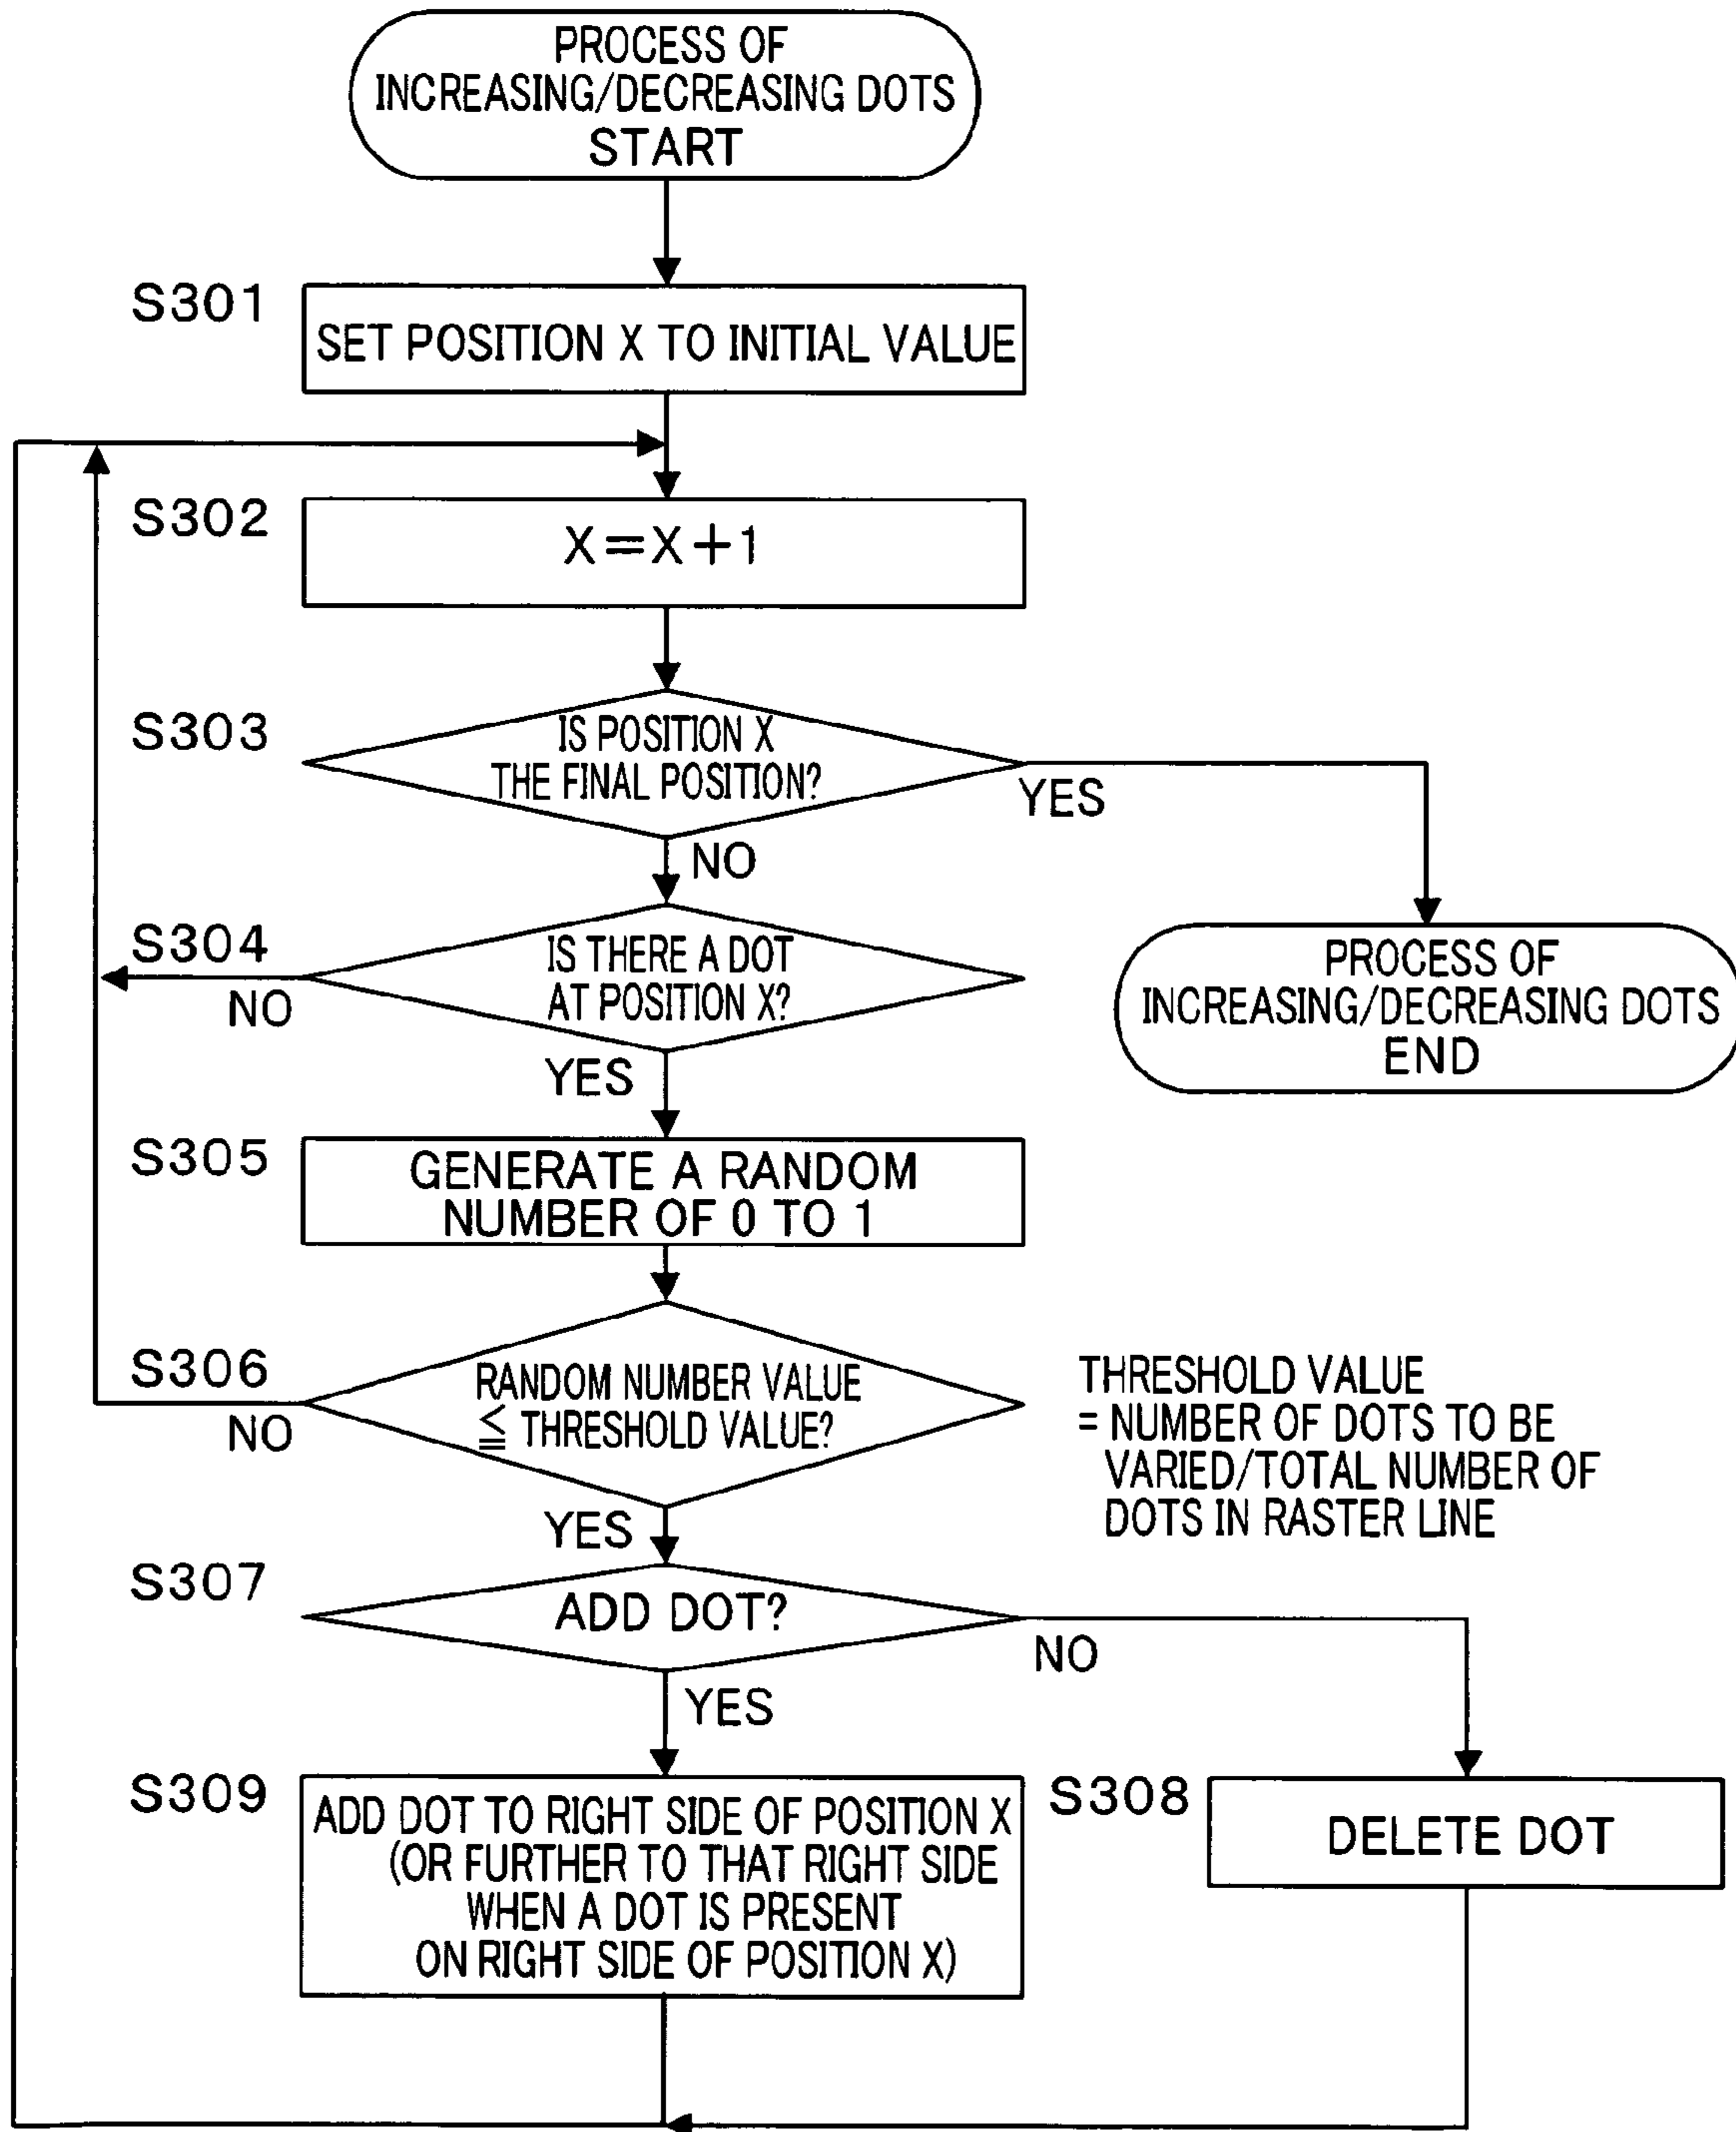 PROCESS OF
INCREASING/DECREASING DOTS
START
S301
SET POSITION X TO INITIAL VALUE
S302
X=X+1
S303
IS POSITION X
THE FINAL POSITION?
YES
NO
S304
IS THERE A DOT
AT POSITION X?
NO
YES
PROCESS OF
INCREASING/DECREASING DOTS
END
S305
GENERATE A RANDOM
NUMBER OF 0 TO 1
S306
RANDOM NUMBER VALUE
≦ THRESHOLD VALUE?
NO
YES
THRESHOLD VALUE
= NUMBER OF DOTS TO BE
VARIED/TOTAL NUMBER OF
DOTS IN RASTER LINE
S307
ADD DOT?
NO
YES
S309
ADD DOT TO RIGHT SIDE OF POSITION X
(OR FURTHER TO THAT RIGHT SIDE
WHEN A DOT IS PRESENT
ON RIGHT SIDE OF POSITION X)
S308
DELETE DOT